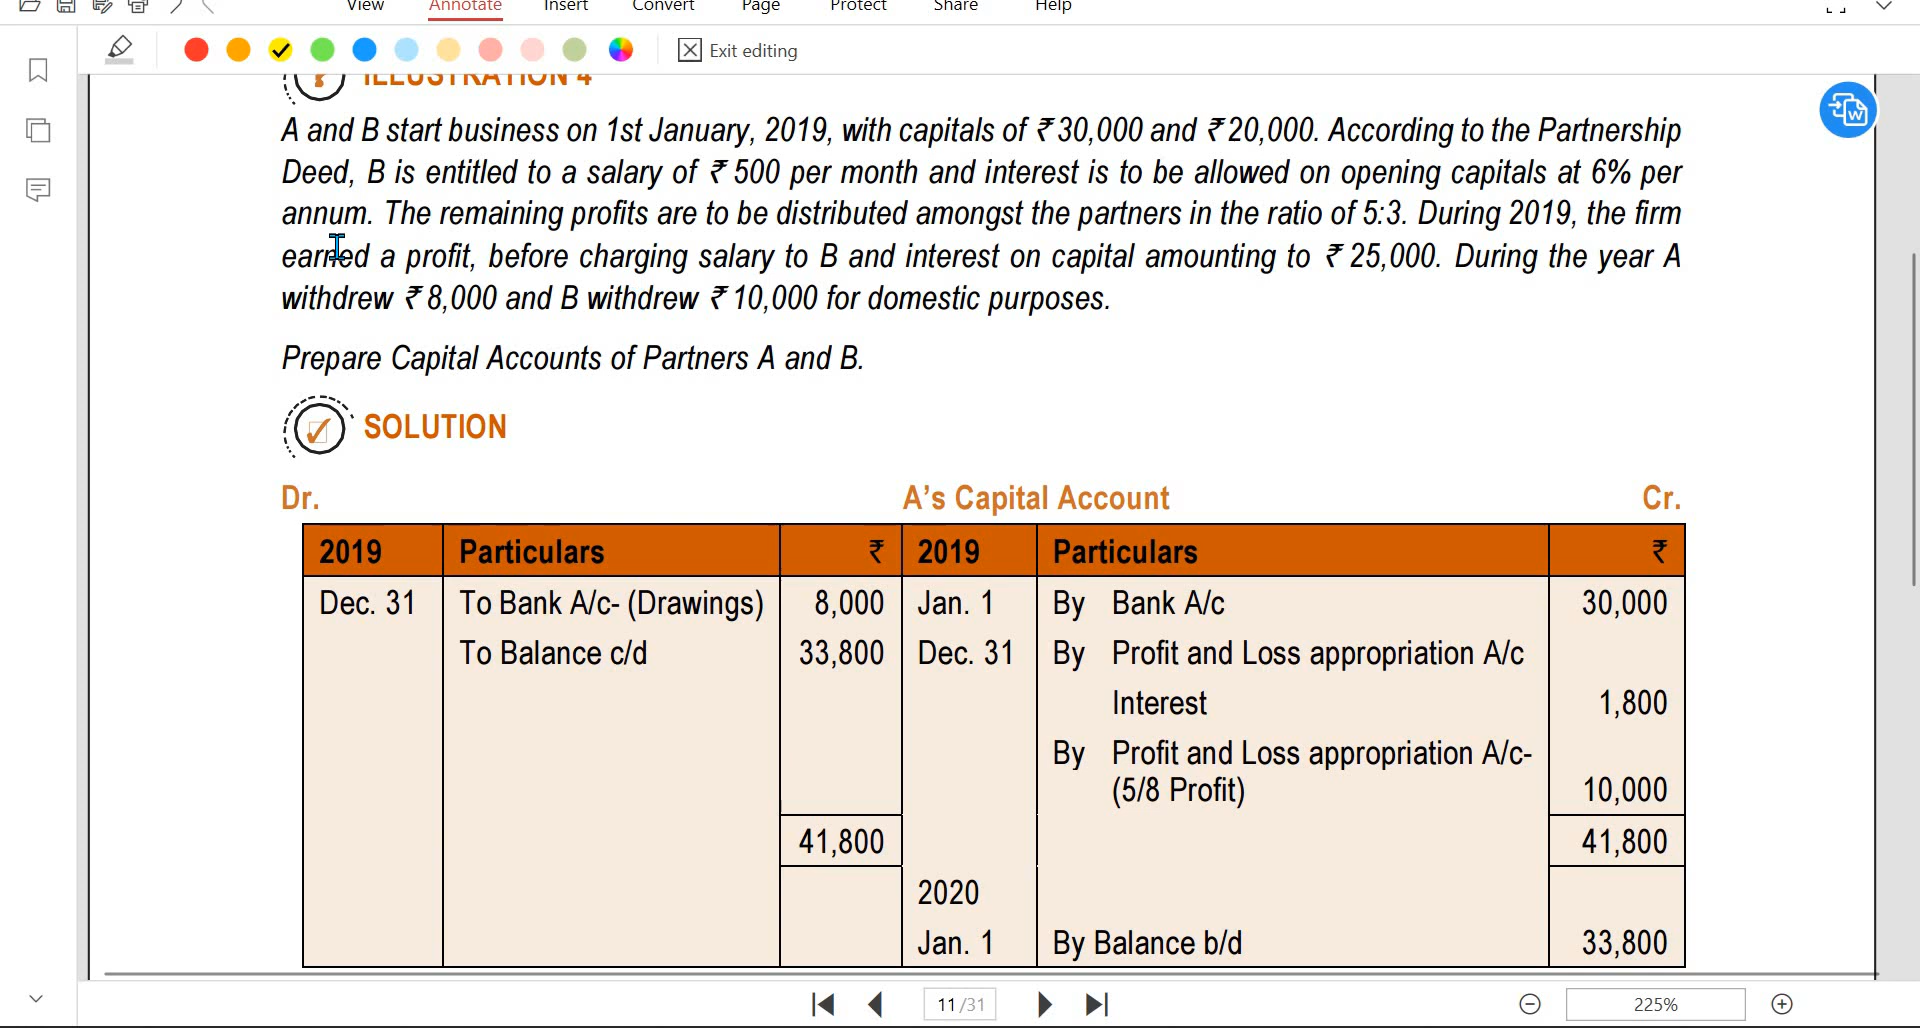 View Annotate Insert Convert Page Protect Share Help
Exit editing
ILLUSTRATION 4
A and B start business on 1st January, 2019, with capitals of ₹ 30,000 and ₹ 20,000. According to the Partnership
Deed, B is entitled to a salary of ₹ 500 per month and interest is to be allowed on opening capitals at 6% per
annum. The remaining profits are to be distributed amongst the partners in the ratio of 5:3. During 2019, the firm
earned a profit, before charging salary to B and interest on capital amounting to ₹ 25,000. During the year A
withdrew ₹ 8,000 and B withdrew ₹ 10,000 for domestic purposes.
Prepare Capital Accounts of Partners A and B.
SOLUTION
Dr. A's Capital Account Cr.
2019 Particulars ₹ 2019 Particulars ₹
Dec. 31 To Bank A/c- (Drawings) 8,000 Jan. 1 By Bank A/c 30,000
To Balance c/d 33,800 Dec. 31 By Profit and Loss appropriation A/c
Interest 1,800
By Profit and Loss appropriation A/c-
(5/8 Profit) 10,000
41,800 41,800
2020
Jan. 1 By Balance b/d 33,800
11 /31 225%